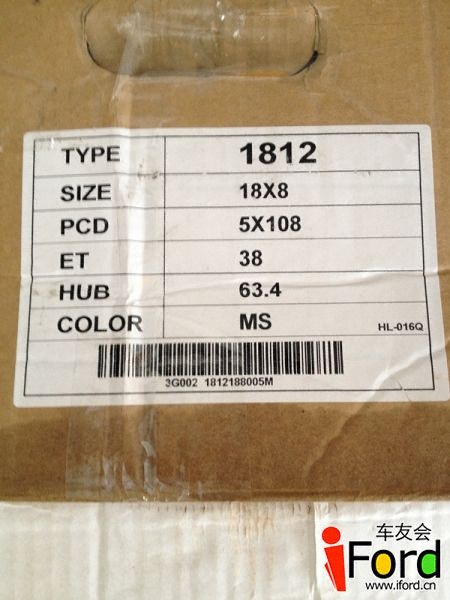 TYPE 1812
SIZE 18X8
PCD 5X108
ET 38
HUB 63.4
COLOR MS HL-016Q
3G002 1812188005M
车友会
iFord
www.iford.cn